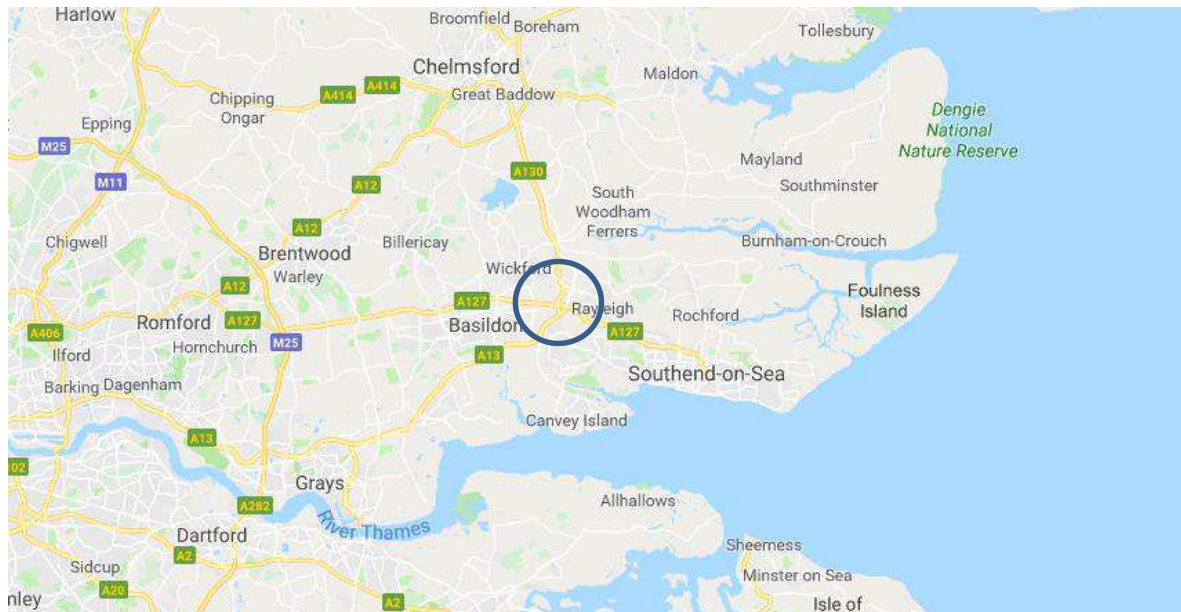 Harlow
Broomfield
Boreham
Tollesbury
Chelmsford
Maldon
A414
A414
Great Baddow
Chipping
Ongar
Dengie
National
Nature Reserve
Epping
M25
Mayland
A130
M11
A12
Southminster
South
Woodham
Ferrers
A12
Chigwell
Billericay
Burnham-on-Crouch
Brentwood
Warley
Wickford
A12
A127
Foulness
Island
Rayleigh
Rochford
Romford
A127
Basildon
A406
A127
Hornchurch
M25
Ilford
A13
Southend-on-Sea
Barking
Dagenham
Canvey Island
A13
Grays
A282
Allhallows
River Thames
Dartford
Sheerness
A2
Sidcup
Minster on Sea
A20
A2
Isle of